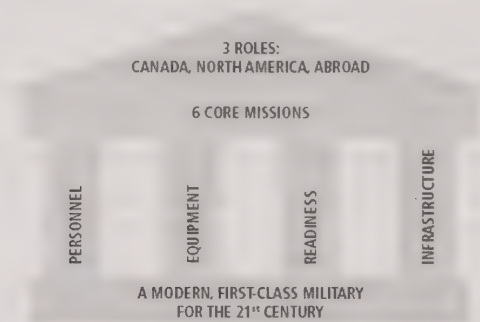 3 ROLES:
CANADA, NORTH AMERICA, ABROAD
6 CORE MISSIONS
PERSONNEL
EQUIPMENT
READINESS
INFRASTRUCTURE
A MODERN, FIRST-CLASS MILITARY
FOR THE 21st CENTURY